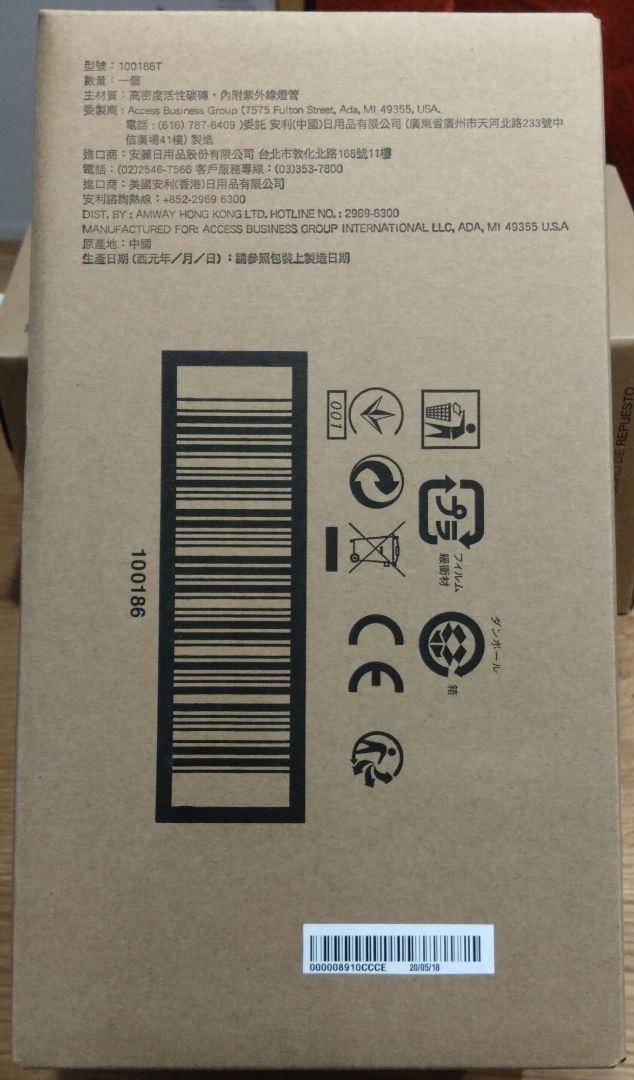 型號：100186T
數量：一個
主材質：高密度活性碳磚，內附紫外線燈管
委製商：Access Business Group (7575 Fulton Street, Ada, MI 49355, USA.
電話：(616) 787-6409 )委託 安利(中國)日用品有限公司 (廣東省廣州市天河北路233號中
信廣場41樓) 製造
進口商：安麗日用品股份有限公司 台北市敦化北路168號11樓
電話：(02)2546-7566 客戶服務專線：(03)353-7800
進口商：美國安利(香港)日用品有限公司
安利諮詢熱線：+852-2969 6300
DIST. BY : AMWAY HONG KONG LTD. HOTLINE NO. : 2969-6300
MANUFACTURED FOR: ACCESS BUSINESS GROUP INTERNATIONAL LLC, ADA, MI 49355 U.S.A
原產地：中國
生產日期 (西元年／月／日)：請參照包裝上製造日期
001
プラ
フィルム
緩衝材
ダンボール
箱
CE
100186
000008910CCCE 20/05/18